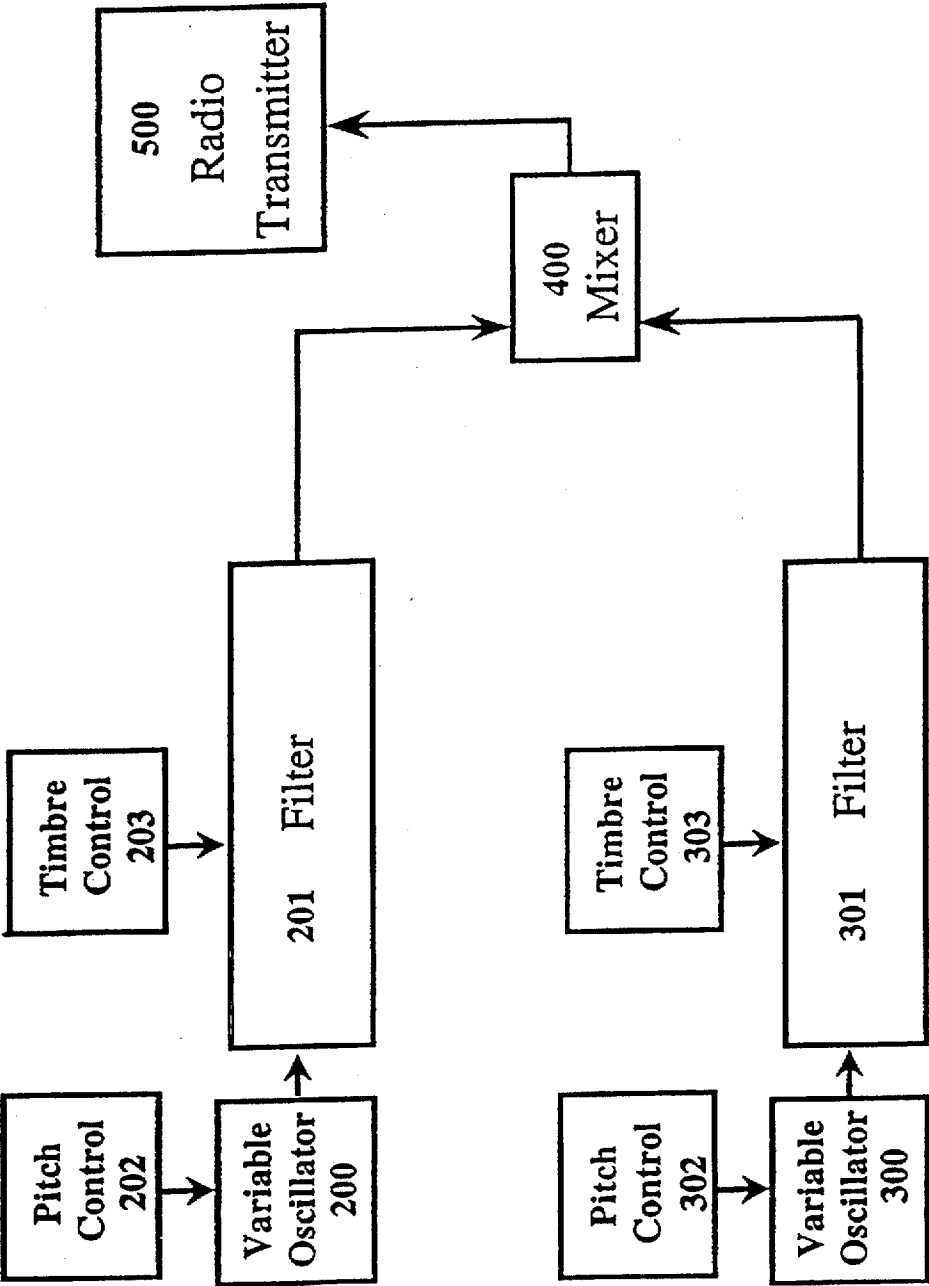 Pitch
Control
202
Variable
Oscillator
200
Timbre
Control
203
201 Filter
Pitch
Control
302
Variable
Oscillator
300
Timbre
Control
303
301 Filter
400
Mixer
500
Radio
Transmitter